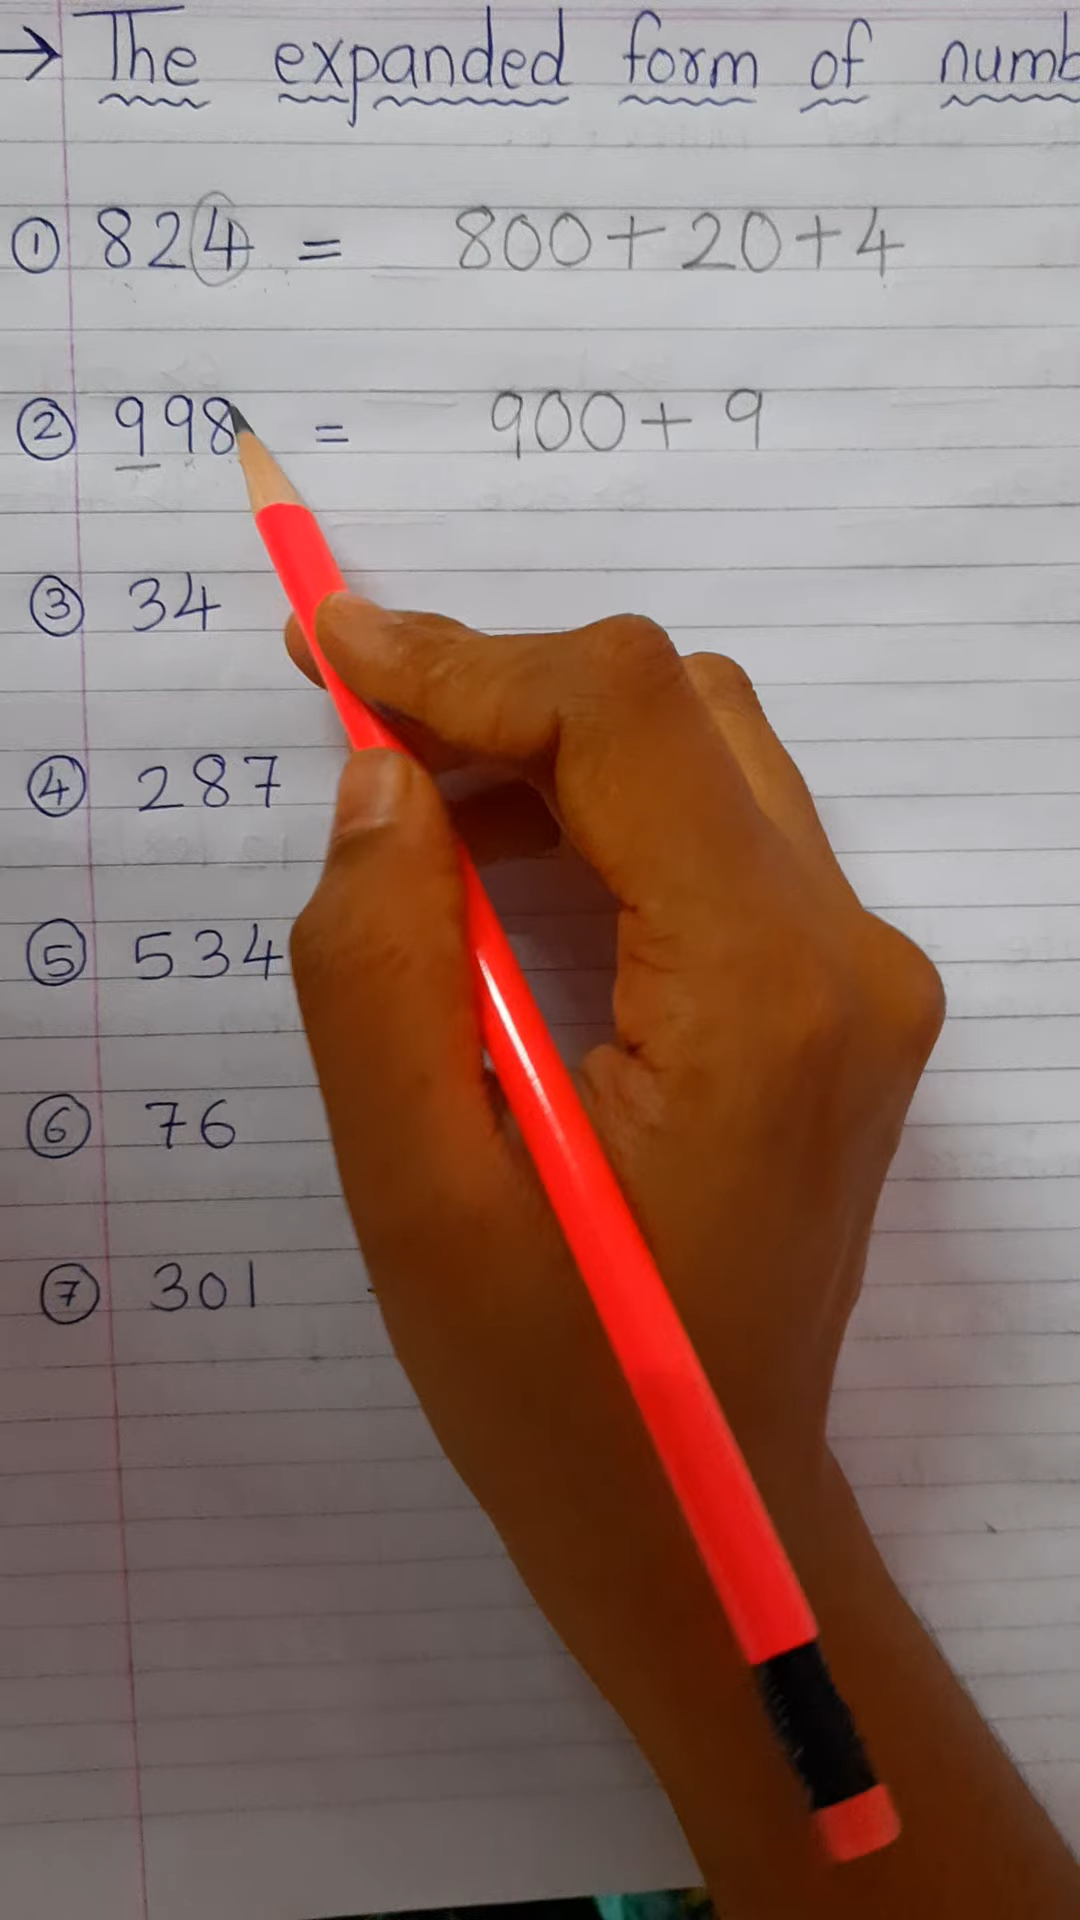 → The expanded form of numb
① 824 = 800+20+4
② 998 = 900+9
③ 34
④ 287
⑤ 534
⑥ 76
⑦ 301